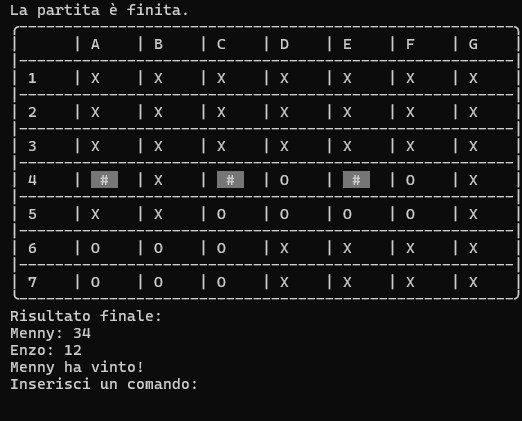 La partita è finita.
| | A | B | C | D | E | F | G |
| 1 | X | X | X | X | X | X | X |
| 2 | X | X | X | X | X | X | X |
| 3 | X | X | X | X | X | X | X |
| 4 | # | X | # | O | # | O | X |
| 5 | X | X | O | O | O | O | X |
| 6 | O | O | O | X | X | X | X |
| 7 | O | O | O | X | X | X | X |
Risultato finale:
Menny: 34
Enzo: 12
Menny ha vinto!
Inserisci un comando: